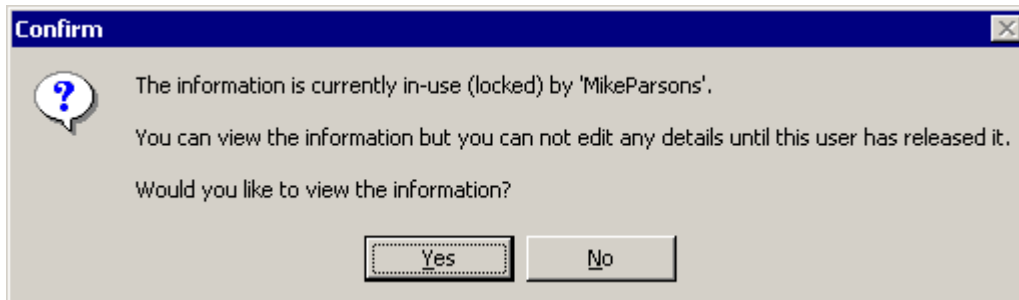 Confirm
The information is currently in-use (locked) by 'MikeParsons'.
You can view the information but you can not edit any details until this user has released it.
Would you like to view the information?
Yes
No